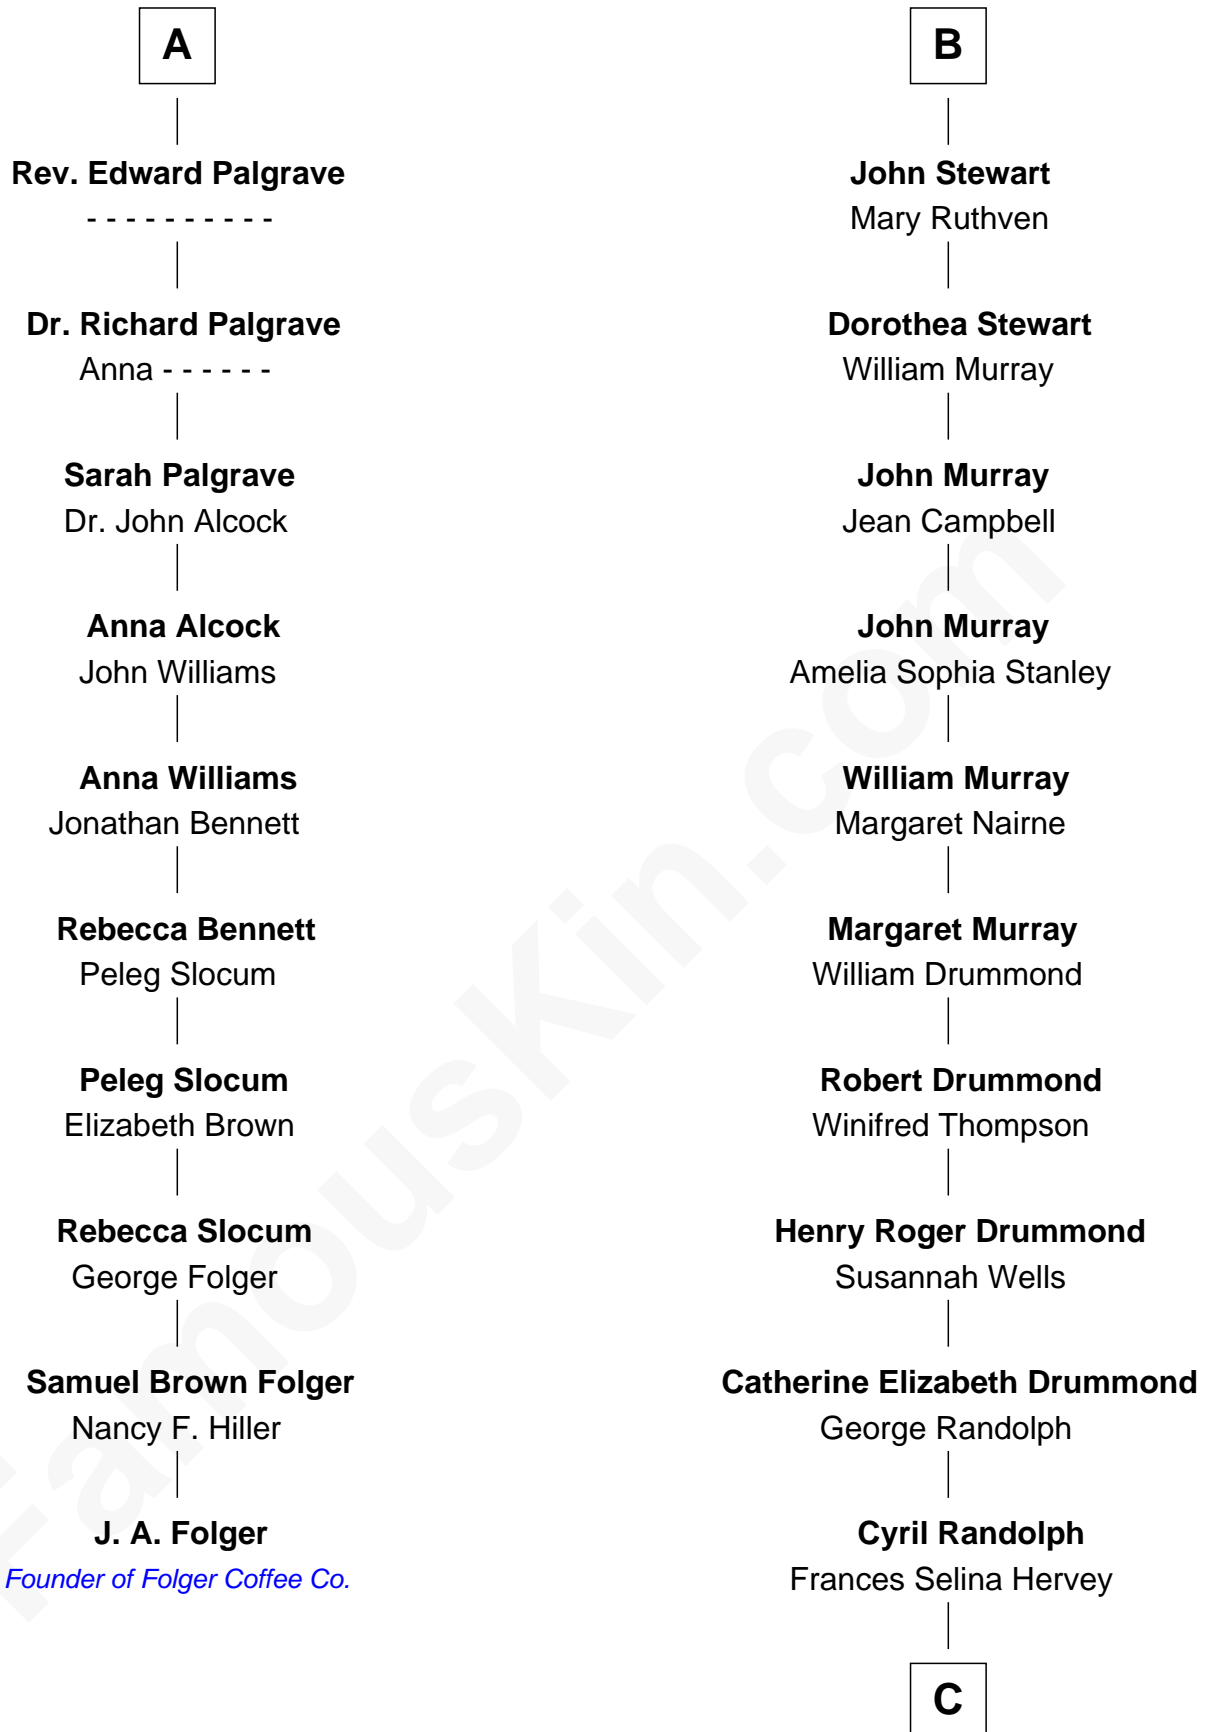 A
Rev. Edward Palgrave
- - - - - - - - - -
Dr. Richard Palgrave
Anna - - - - - -
Sarah Palgrave
Dr. John Alcock
Anna Alcock
John Williams
Anna Williams
Jonathan Bennett
Rebecca Bennett
Peleg Slocum
Peleg Slocum
Elizabeth Brown
Rebecca Slocum
George Folger
Samuel Brown Folger
Nancy F. Hiller
J. A. Folger
Founder of Folger Coffee Co.
B
John Stewart
Mary Ruthven
Dorothea Stewart
William Murray
John Murray
Jean Campbell
John Murray
Amelia Sophia Stanley
William Murray
Margaret Nairne
Margaret Murray
William Drummond
Robert Drummond
Winifred Thompson
Henry Roger Drummond
Susannah Wells
Catherine Elizabeth Drummond
George Randolph
Cyril Randolph
Frances Selina Hervey
C
FamousKin.com